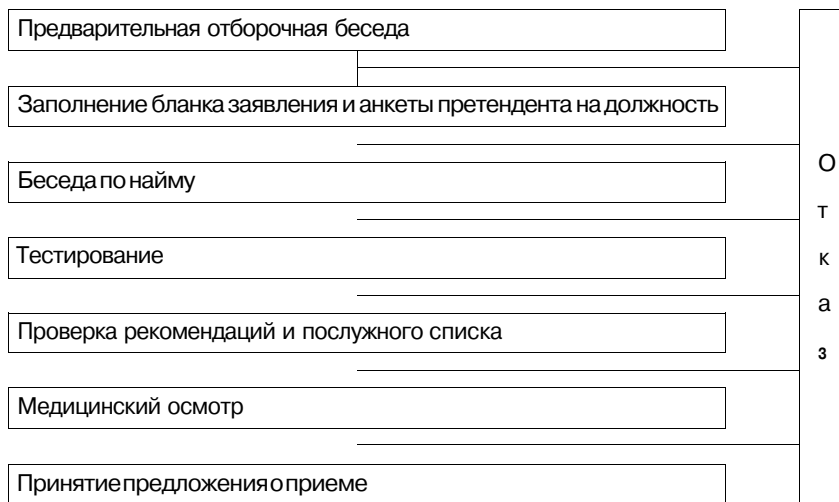 Предварительная отборочная беседа
Заполнение бланка заявления и анкеты претендента на должность
Беседа по найму
Тестирование
Проверка рекомендаций и послужного списка
Медицинский осмотр
Принятие предложения о приеме
Отказ